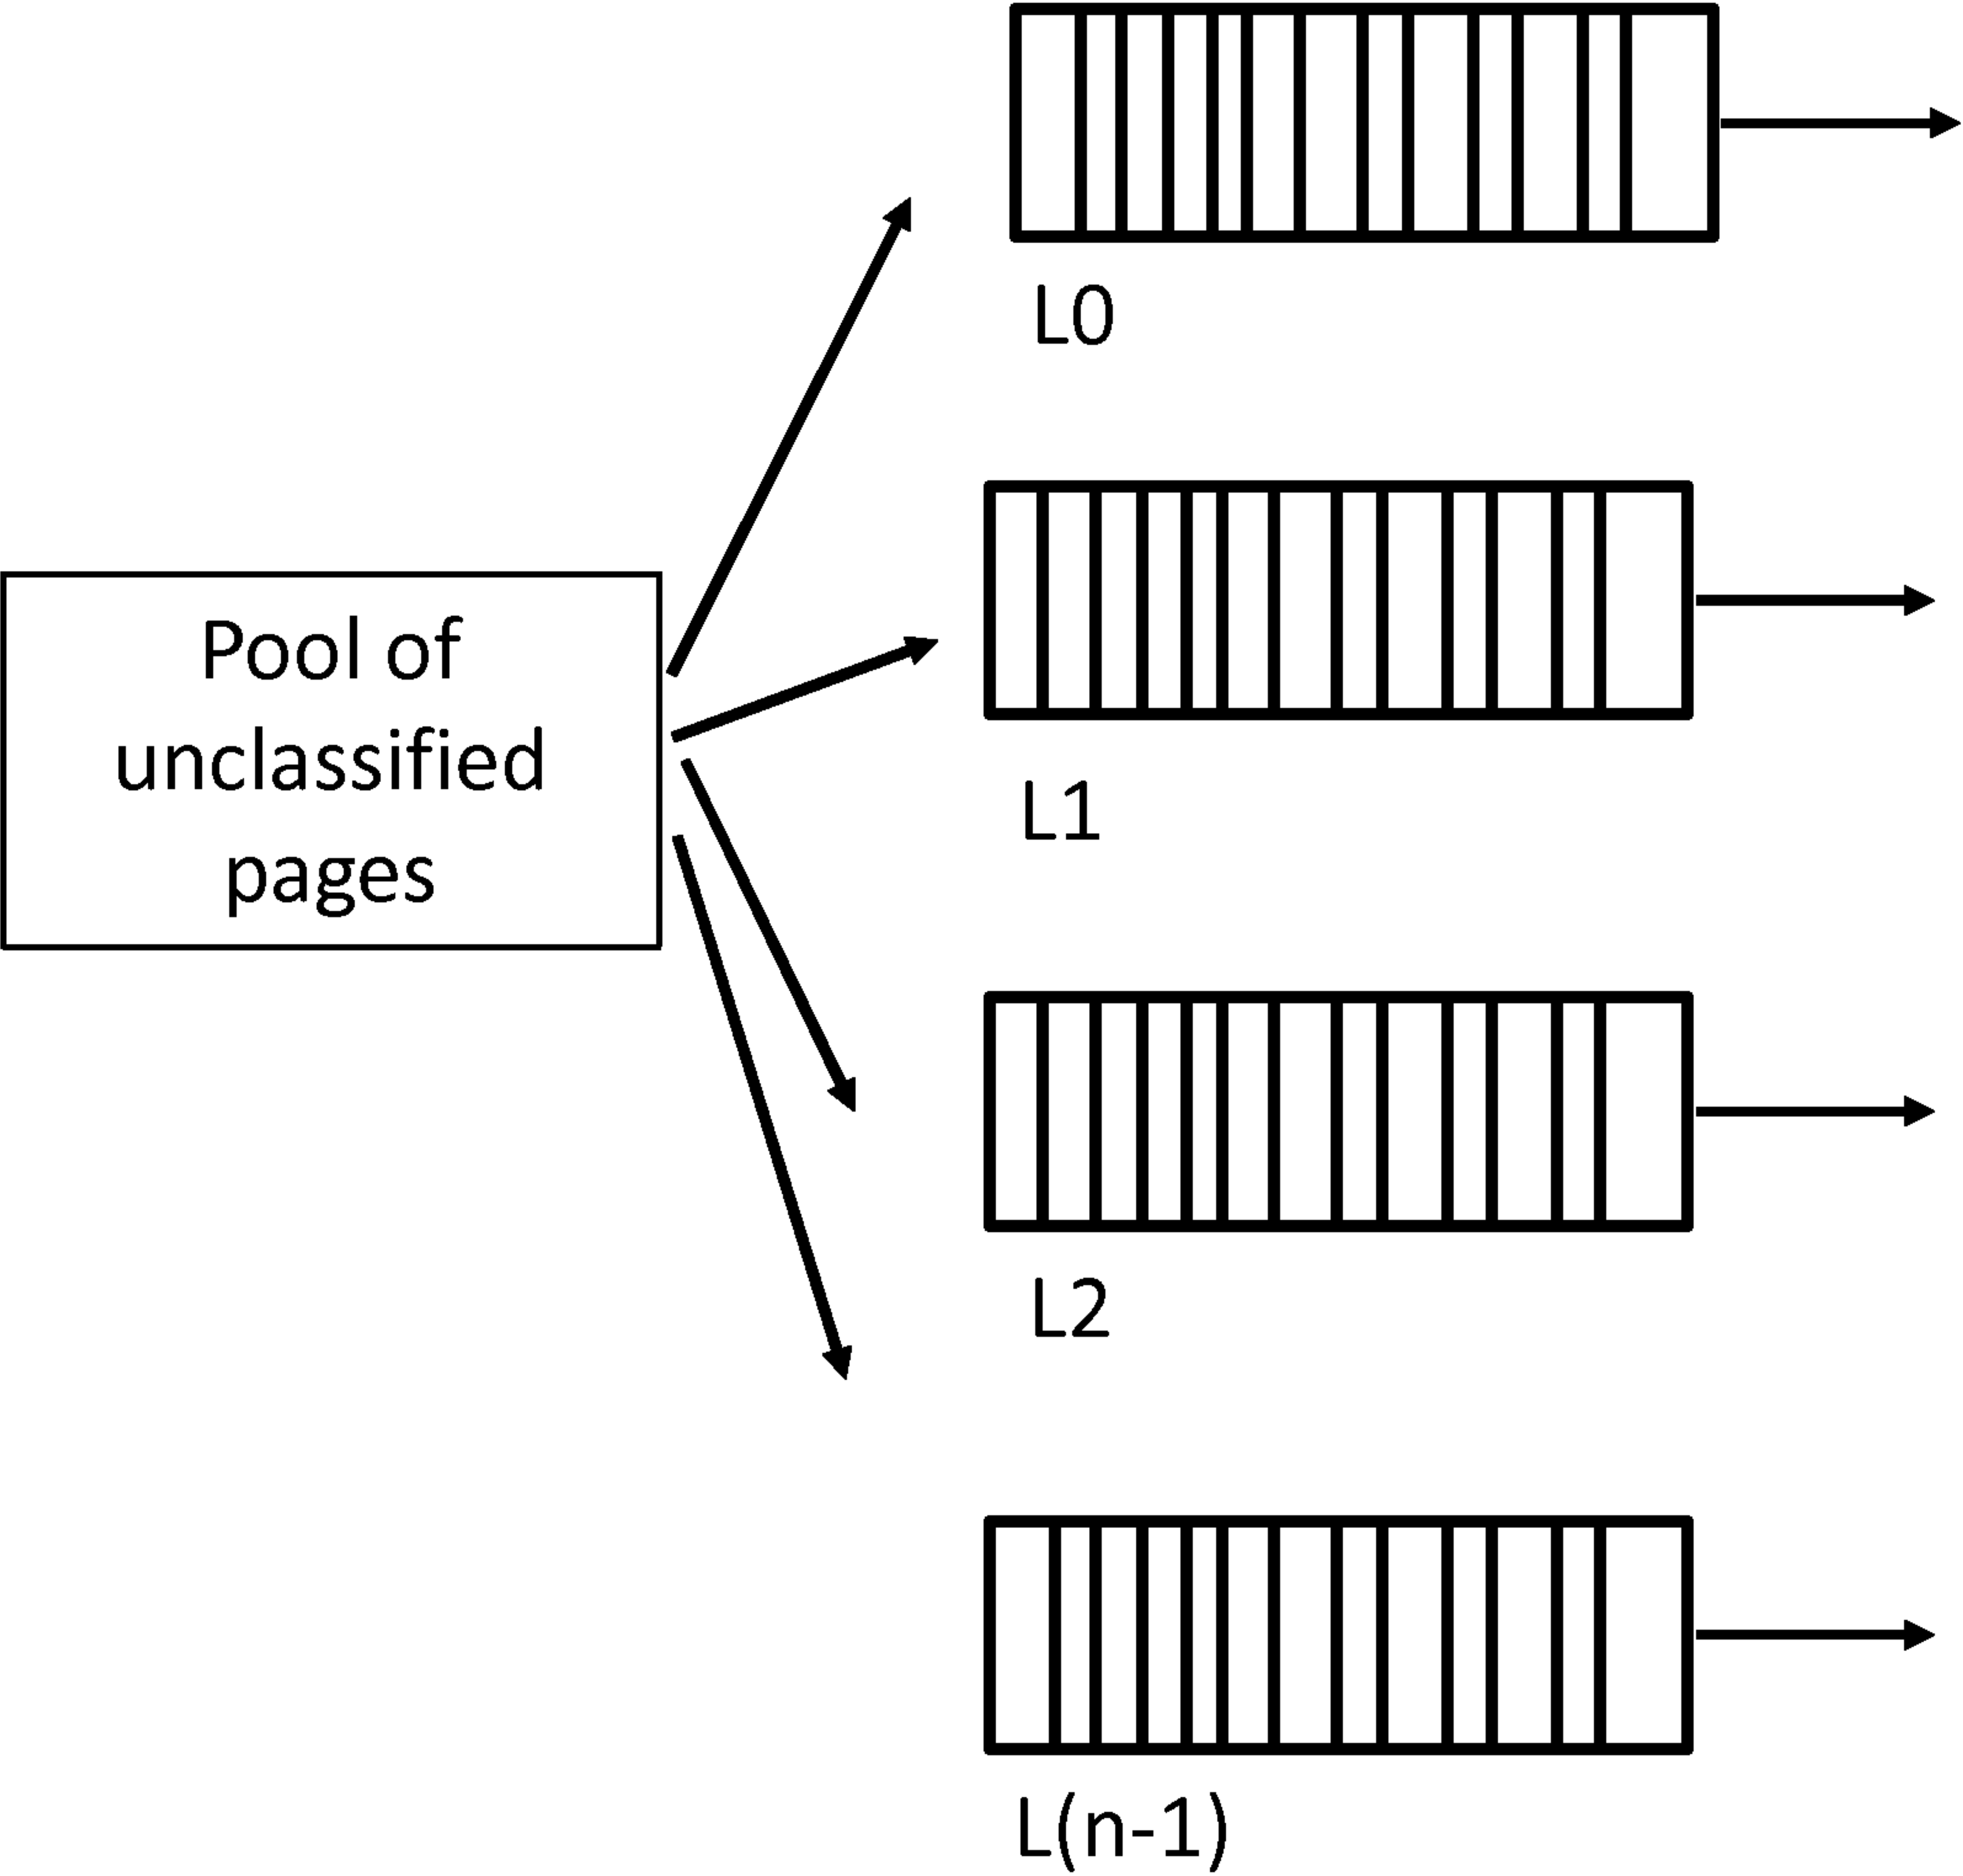 L0
Pool of
unclassified
pages
L1
L2
L(n-1)